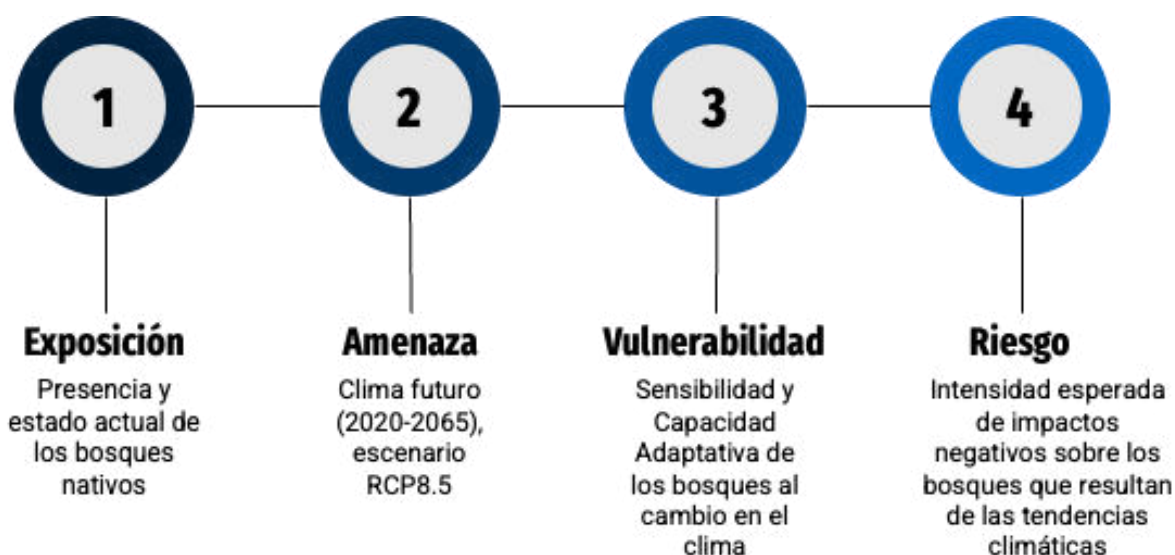 1
2
3
4
Exposición
Presencia y
estado actual de
los bosques
nativos
Amenaza
Clima futuro
(2020-2065),
escenario
RCP8.5
Vulnerabilidad
Sensibilidad y
Capacidad
Adaptativa de
los bosques al
cambio en el
clima
Riesgo
Intensidad esperada
de impactos
negativos sobre los
bosques que resultan
de las tendencias
climáticas